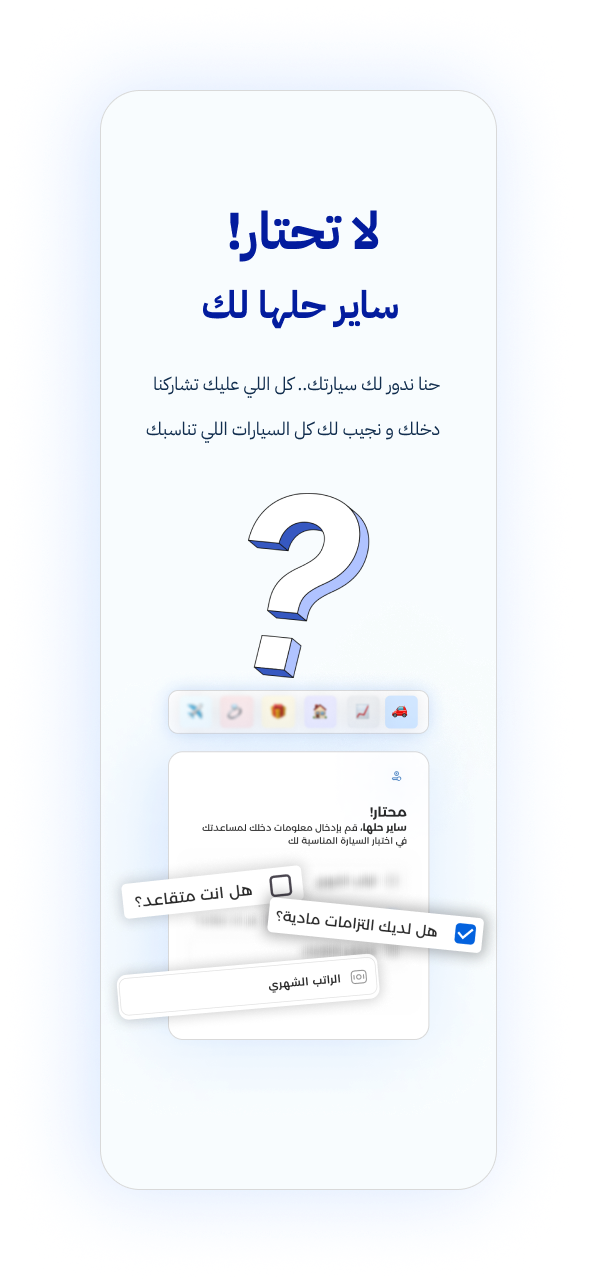 لا تحتار!
ساير حلها لك
حنا ندور لك سيارتك.. كل اللي عليك تشاركنا
دخلك و نجيب لك كل السيارات اللي تناسبك
?
محتار!
ساير حلها، قم بإدخال معلومات دخلك لمساعدتك
في اختبار السيارة المناسبة لك
هل انت متقاعد؟
هل لديك التزامات مادية؟
الراتب الشهري